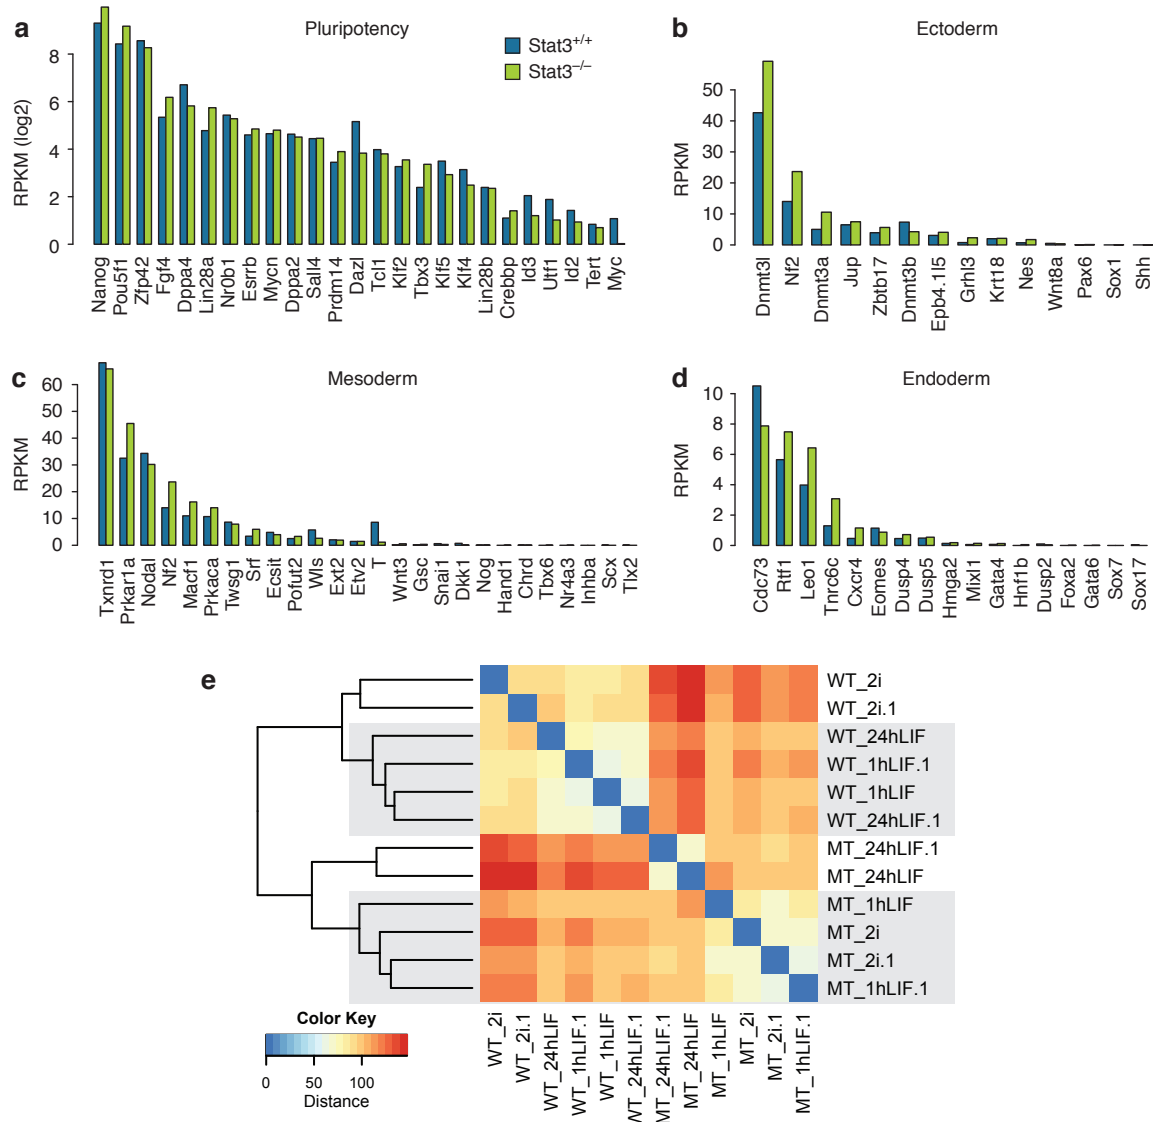 a
Pluripotency
Stat3+/+
Stat3–/–
RPKM (log2)
8
6
4
2
0
Nanog
Pou5f1
Zfp42
Fgf4
Dppa4
Lin28a
Nr0b1
Esrrb
Mycn
Dppa2
Sall4
Prdm14
Dazl
Tcl1
Klf2
Tbx3
Klf5
Klf4
Lin28b
Crebbp
Id3
Utf1
Id2
Tert
Myc
b
Ectoderm
RPKM
50
40
30
20
10
0
Dnmt3l
Nf2
Dnmt3a
Jup
Zbtb17
Dnmt3b
Epb4.1l5
Grhl3
Krt18
Nes
Wnt8a
Pax6
Sox1
Shh
c
Mesoderm
RPKM
60
50
40
30
20
10
0
Txnrd1
Prkar1a
Nodal
Nf2
Macf1
Prkaca
Twsg1
Srf
Ecsit
Pofut2
Wls
Ext2
Etv2
T
Wnt3
Gsc
Snai1
Dkk1
Nog
Hand1
Chrd
Tbx6
Nr4a3
Inhba
Scx
Tlx2
d
Endoderm
RPKM
10
8
6
4
2
0
Cdc73
Rtf1
Leo1
Tnrc6c
Cxcr4
Eomes
Dusp4
Dusp5
Hmga2
Mixl1
Gata4
Hnf1b
Dusp2
Foxa2
Gata6
Sox7
Sox17
e
WT_2i
WT_2i.1
WT_24hLIF
WT_1hLIF.1
WT_1hLIF
WT_24hLIF.1
MT_24hLIF.1
MT_24hLIF
MT_1hLIF
MT_2i
MT_2i.1
MT_1hLIF.1
WT_2i
WT_2i.1
WT_24hLIF
WT_1hLIF.1
WT_1hLIF
WT_24hLIF.1
MT_24hLIF.1
MT_24hLIF
MT_1hLIF
MT_2i
MT_2i.1
MT_1hLIF.1
Color Key
0
50
100
Distance